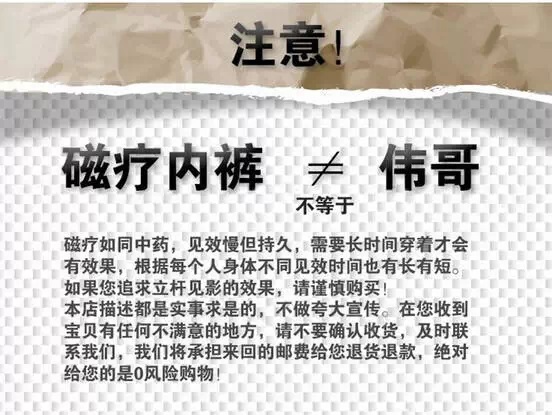 注意!
磁疗内裤 ≠ 伟哥
不等于
磁疗如同中药，见效慢但持久，需要长时间穿着才会
有效果，根据每个人身体不同见效时间也有长有短。
如果您追求立杆见影的效果，请谨慎购买！
本店描述都是实事求是的，不做夸大宣传。在您收到
宝贝有任何不满意的地方，请不要确认收货，及时联
系我们，我们将承担来回的邮费给您退货退款，绝对
给您的是0风险购物！